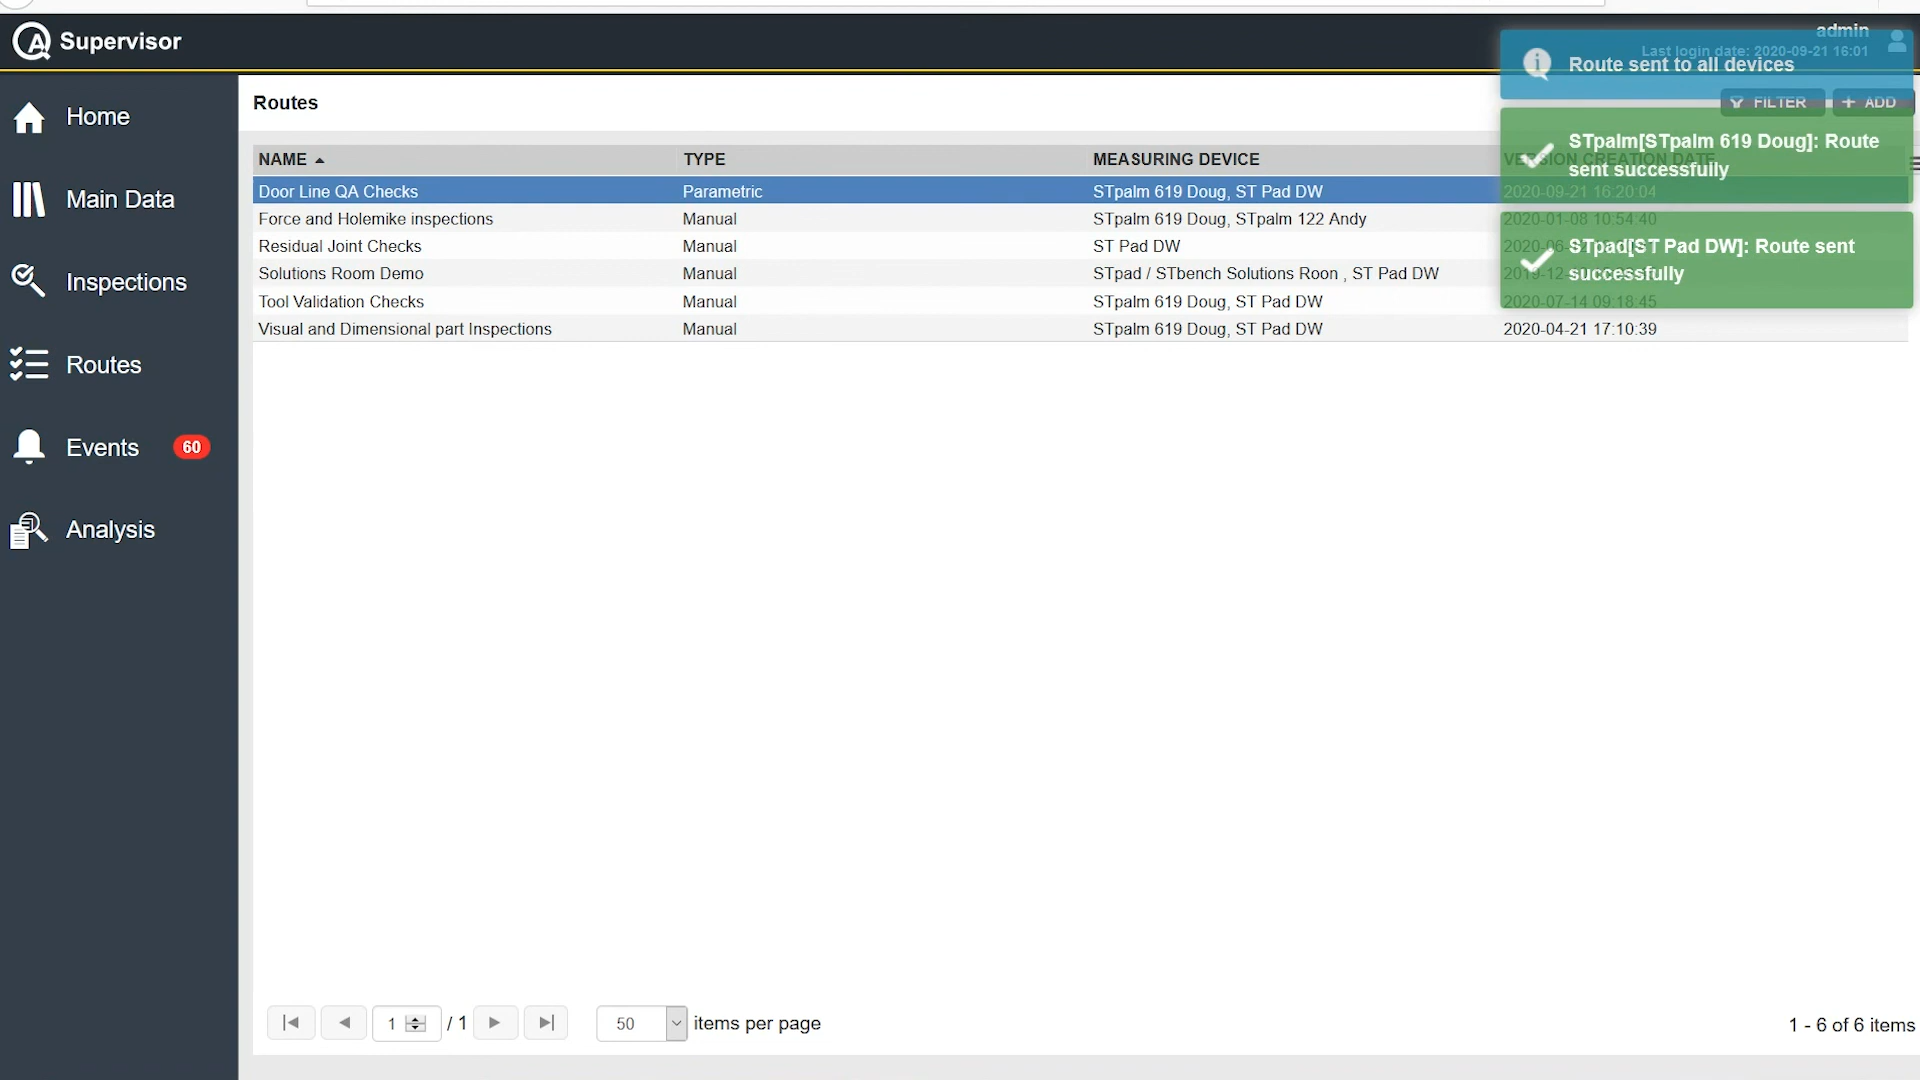 QA Supervisor
admin
Last login date: 2020-09-21 16:01
Route sent to all devices
FILTER
+ ADD
STpalm[STpalm 619 Doug]: Route
sent successfully
STpad[ST Pad DW]: Route sent
successfully
Home
Main Data
Inspections
Routes
Events 60
Analysis
Routes
NAME TYPE MEASURING DEVICE VERSION CREATION DATE
Door Line QA Checks Parametric STpalm 619 Doug, ST Pad DW 2020-09-21 16:20:04
Force and Holemike inspections Manual STpalm 619 Doug, STpalm 122 Andy 2020-01-08 10:54:40
Residual Joint Checks Manual ST Pad DW
Solutions Room Demo Manual STpad / STbench Solutions Roon , ST Pad DW
Tool Validation Checks Manual STpalm 619 Doug, ST Pad DW 2020-07-14 09:18:45
Visual and Dimensional part Inspections Manual STpalm 619 Doug, ST Pad DW 2020-04-21 17:10:39
1 / 1 50 items per page
1 - 6 of 6 items